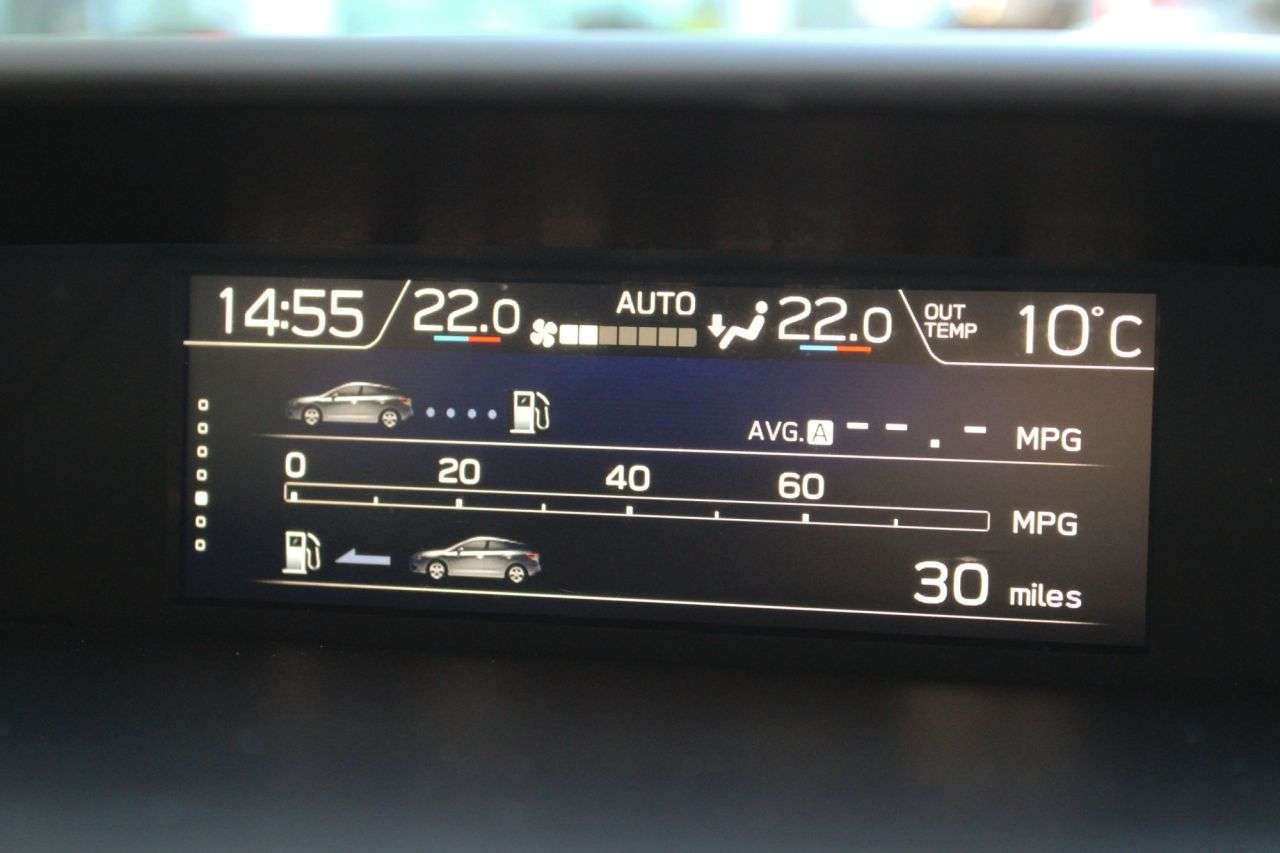 14:55 22.0 AUTO 22.0 OUT TEMP 10°C
AVG. A --.- MPG
0 20 40 60
MPG
30 miles